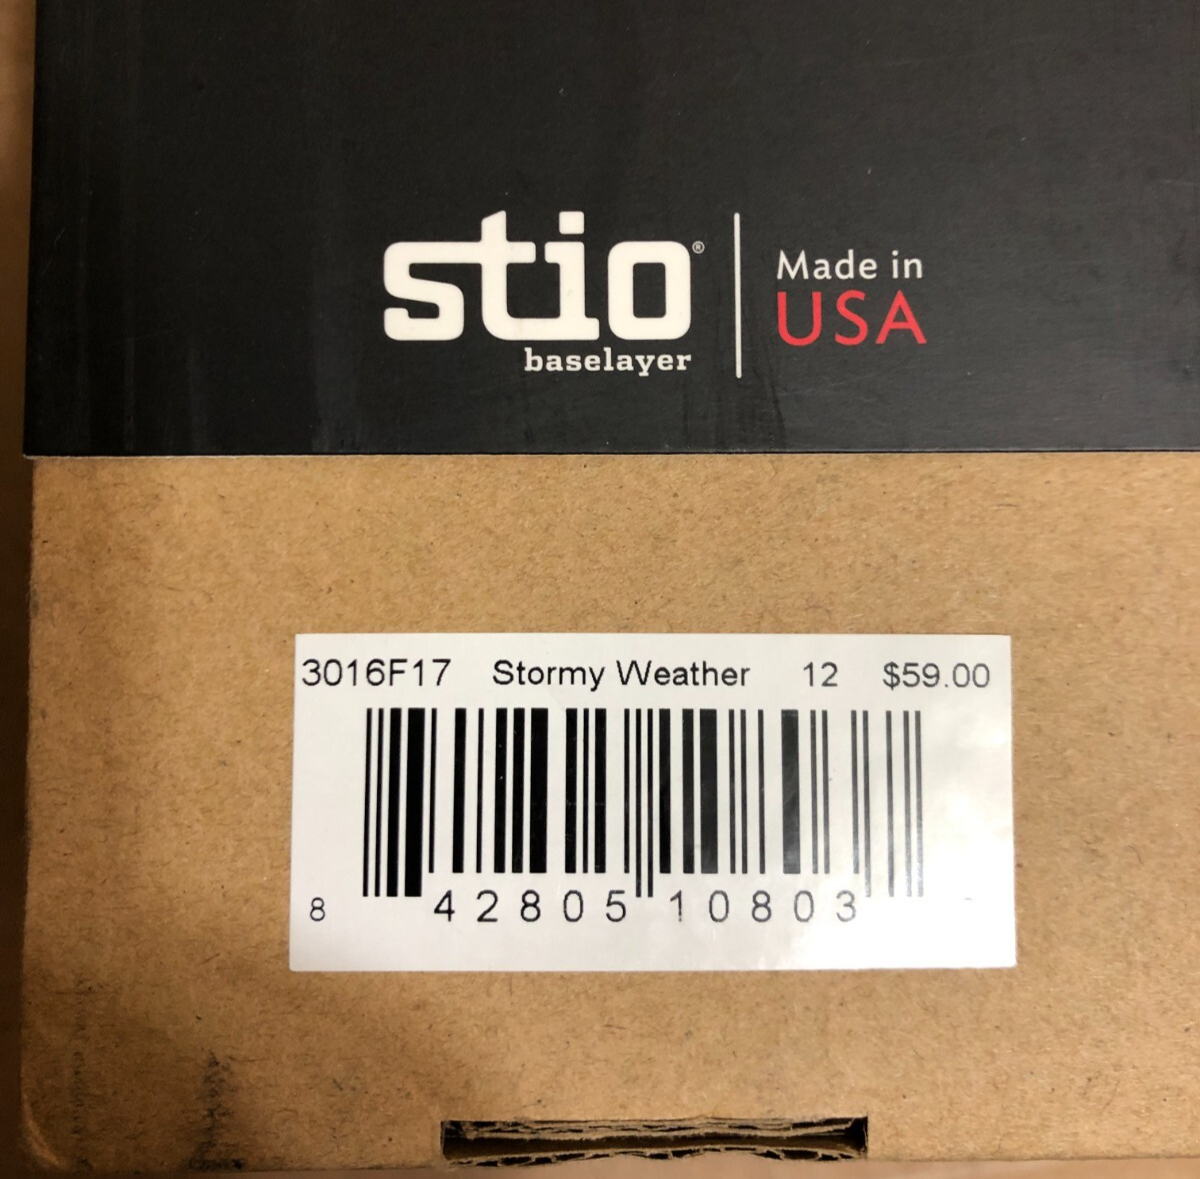 stio®
baselayer
Made in
USA
3016F17 Stormy Weather 12 $59.00
8 42805 10803